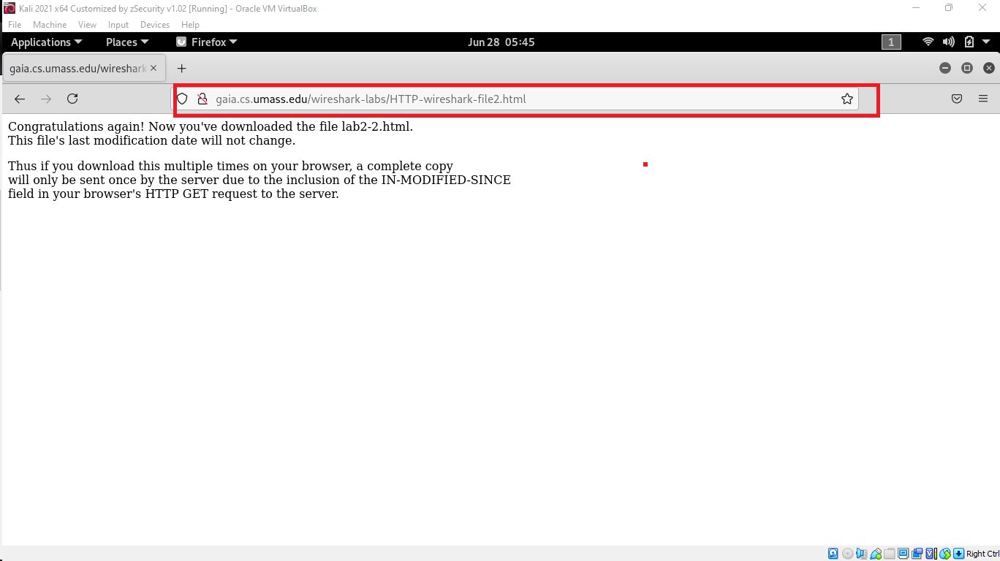 Kali 2021 x64 Customized by zSecurity v1.02 [Running] - Oracle VM VirtualBox
File Machine View Input Devices Help
Applications Places Firefox Jun 28 05:45 1
gaia.cs.umass.edu/wireshark
gaia.cs.umass.edu/wireshark-labs/HTTP-wireshark-file2.html
Congratulations again! Now you've downloaded the file lab2-2.html.
This file's last modification date will not change.
Thus if you download this multiple times on your browser, a complete copy
will only be sent once by the server due to the inclusion of the IN-MODIFIED-SINCE
field in your browser's HTTP GET request to the server.
Right Ctrl